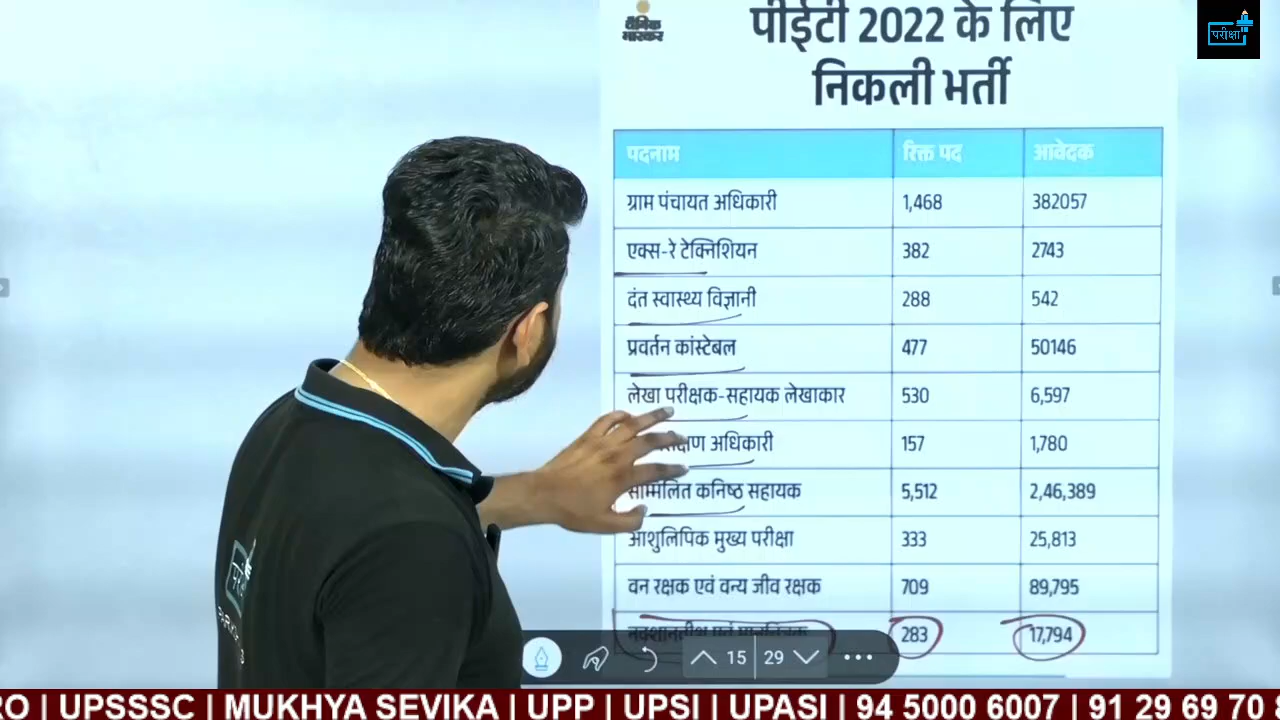 दैनिक
भास्कर
पीईटी 2022 के लिए
निकली भर्ती
परीक्षा
पदनाम रिक्त पद आवेदक
ग्राम पंचायत अधिकारी 1,468 382057
एक्स-रे टेक्निशियन 382 2743
दंत स्वास्थ्य विज्ञानी 288 542
प्रवर्तन कांस्टेबल 477 50146
लेखा परीक्षक-सहायक लेखाकार 530 6,597
अधिकारी 157 1,780
सम्मिलित कनिष्ठ सहायक 5,512 2,46,389
आशुलिपिक मुख्य परीक्षा 333 25,813
वन रक्षक एवं वन्य जीव रक्षक 709 89,795
283 17,794
15 29
RO | UPSSSC | MUKHYA SEVIKA | UPP | UPSI | UPASI | 94 5000 6007 | 91 29 69 70 8